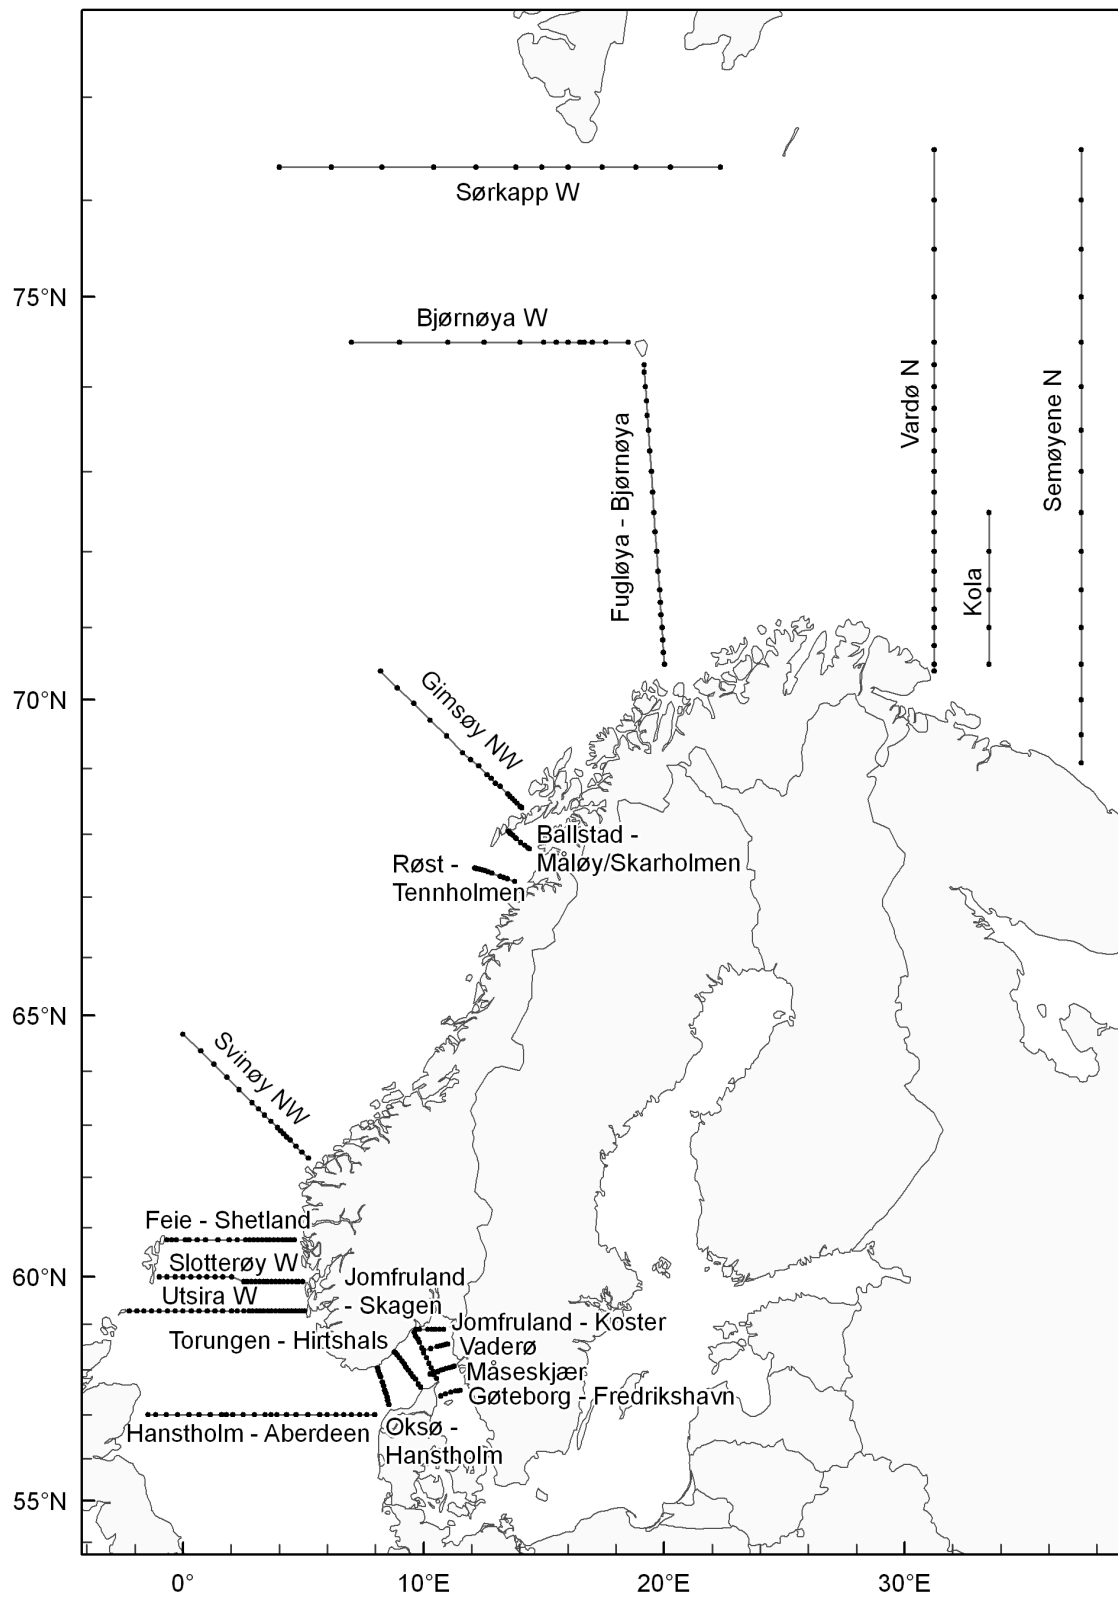 Sørkapp W
75°N
Bjørnøya W
Fugløya - Bjørnøya
Vardø N
Semøyene N
Kola
70°N
Gimsøy NW
Ballstad -
Måløy/Skarholmen
Røst -
Tennholmen
65°N
Svinøy NW
Feie - Shetland
Slotterøy W
60°N
Jomfruland
- Skagen
Utsira W
Jomfruland - Koster
Torungen - Hirtshals
Vaderø
Måseskjær
Gøteborg - Fredrikshavn
Hanstholm - Aberdeen
Oksø -
Hanstholm
55°N
0°
10°E
20°E
30°E